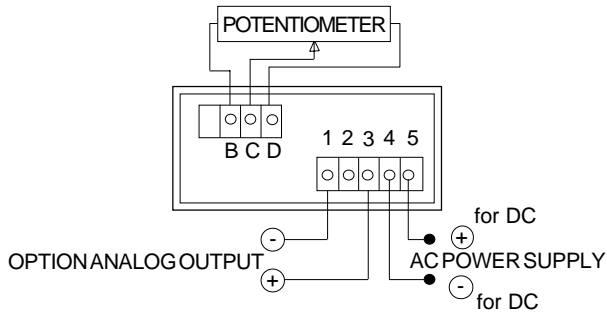 POTENTIOMETER
B C D
1 2 3 4 5
for DC
-
+
OPTION ANALOG OUTPUT
AC POWER SUPPLY
+
-
for DC